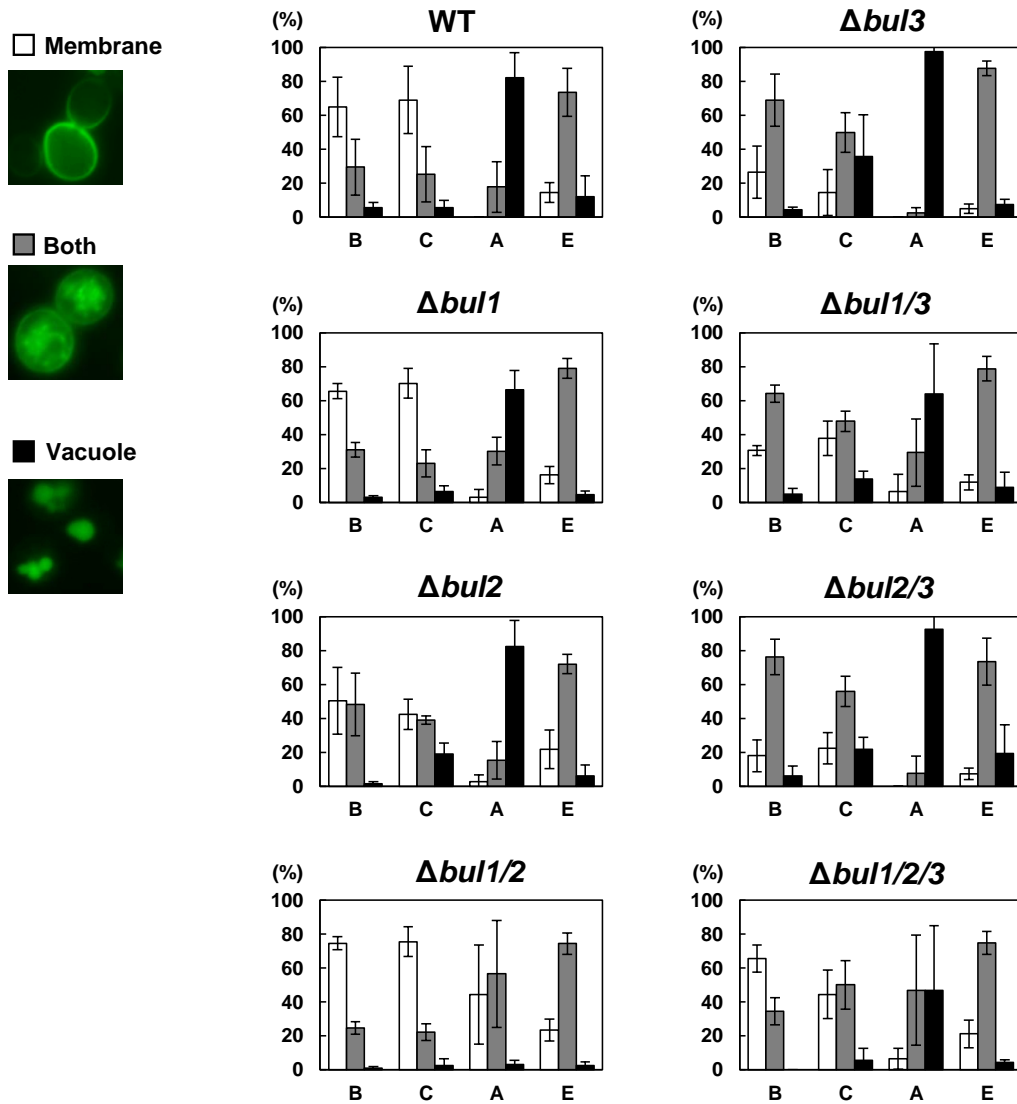 Membrane
Both
Vacuole
(%) WT
100
80
60
40
20
0
B C A E
(%) Δbul3
100
80
60
40
20
0
B C A E
(%) Δbul1
100
80
60
40
20
0
B C A E
(%) Δbul1/3
100
80
60
40
20
0
B C A E
(%) Δbul2
100
80
60
40
20
0
B C A E
(%) Δbul2/3
100
80
60
40
20
0
B C A E
(%) Δbul1/2
100
80
60
40
20
0
B C A E
(%) Δbul1/2/3
100
80
60
40
20
0
B C A E